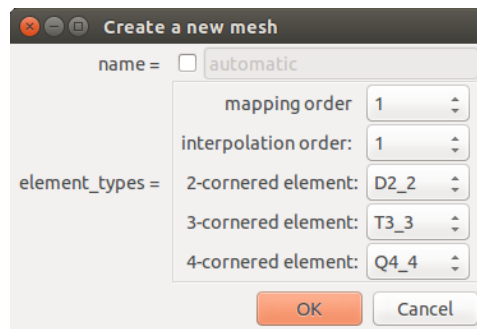 Create a new mesh
name = automatic
mapping order 1
interpolation order: 1
element_types = 2-cornered element: D2_2
3-cornered element: T3_3
4-cornered element: Q4_4
OK Cancel